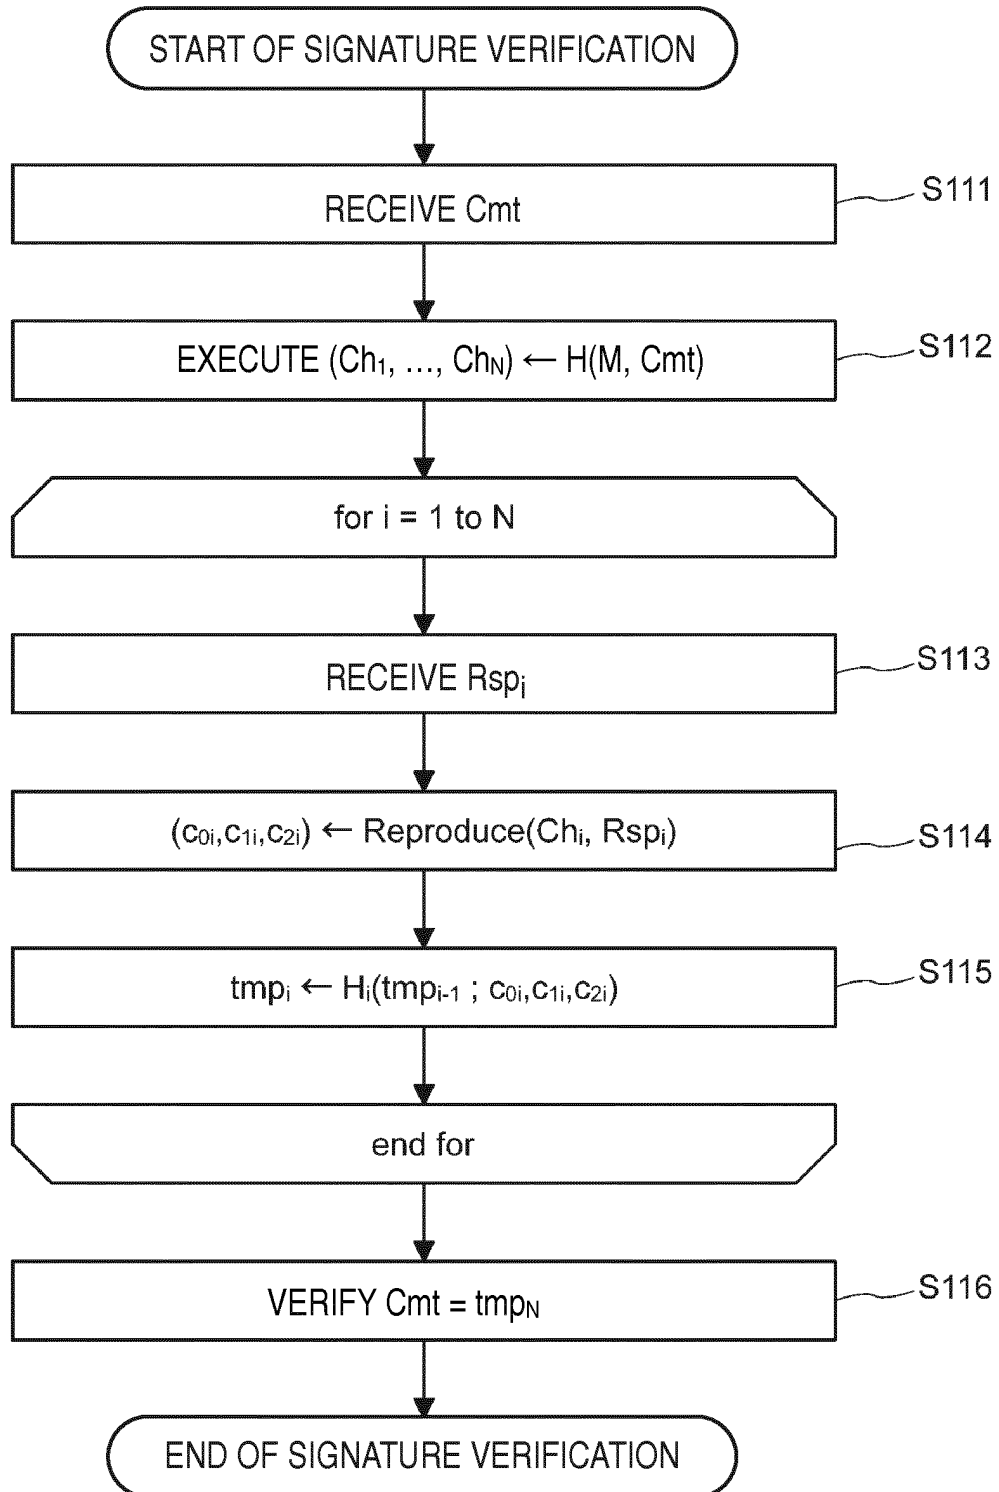 START OF SIGNATURE VERIFICATION
RECEIVE Cmt
S111
EXECUTE (Ch₁, ..., Ch_N) ← H(M, Cmt)
S112
for i = 1 to N
RECEIVE Rspᵢ
S113
(c₀ᵢ,c₁ᵢ,c₂ᵢ) ← Reproduce(Chᵢ, Rspᵢ)
S114
tmpᵢ ← Hᵢ(tmpᵢ₋₁ ; c₀ᵢ,c₁ᵢ,c₂ᵢ)
S115
end for
VERIFY Cmt = tmp_N
S116
END OF SIGNATURE VERIFICATION